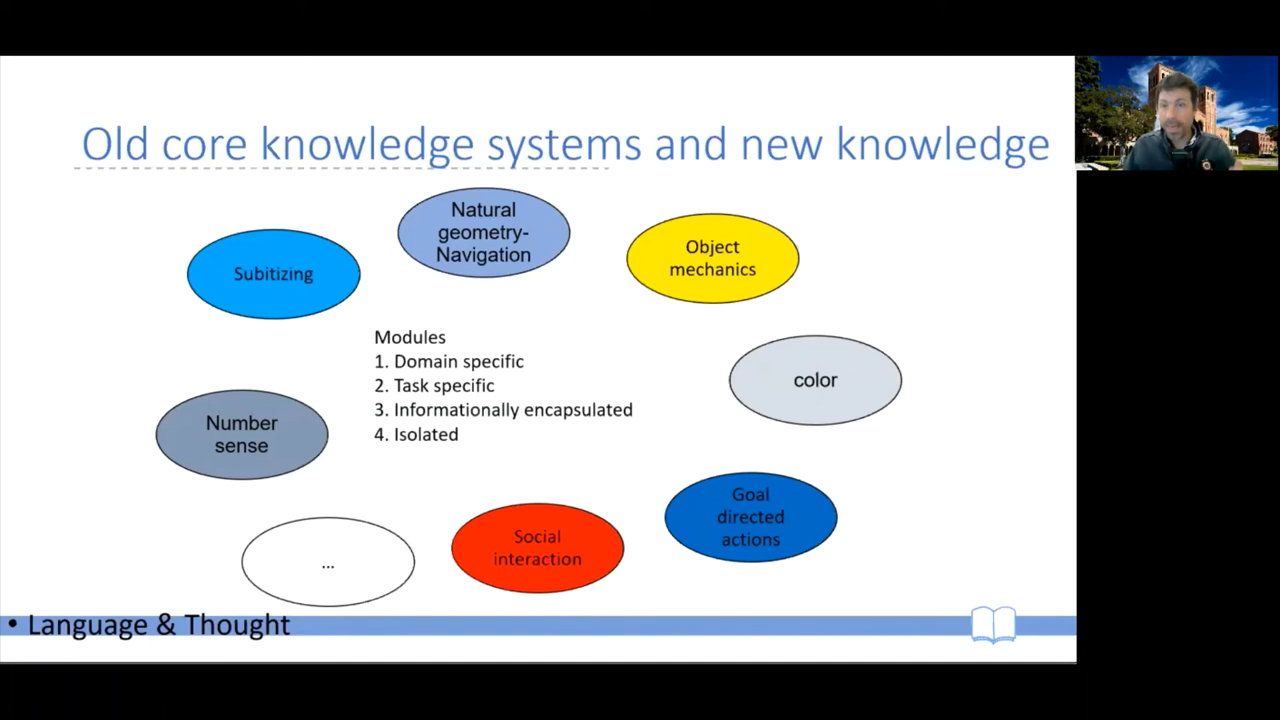 Old core knowledge systems and new knowledge
Natural
geometry-
Navigation
Object
mechanics
Subitizing
Modules
1. Domain specific
2. Task specific
3. Informationally encapsulated
4. Isolated
color
Number
sense
Goal
directed
actions
Social
interaction
...
• Language & Thought